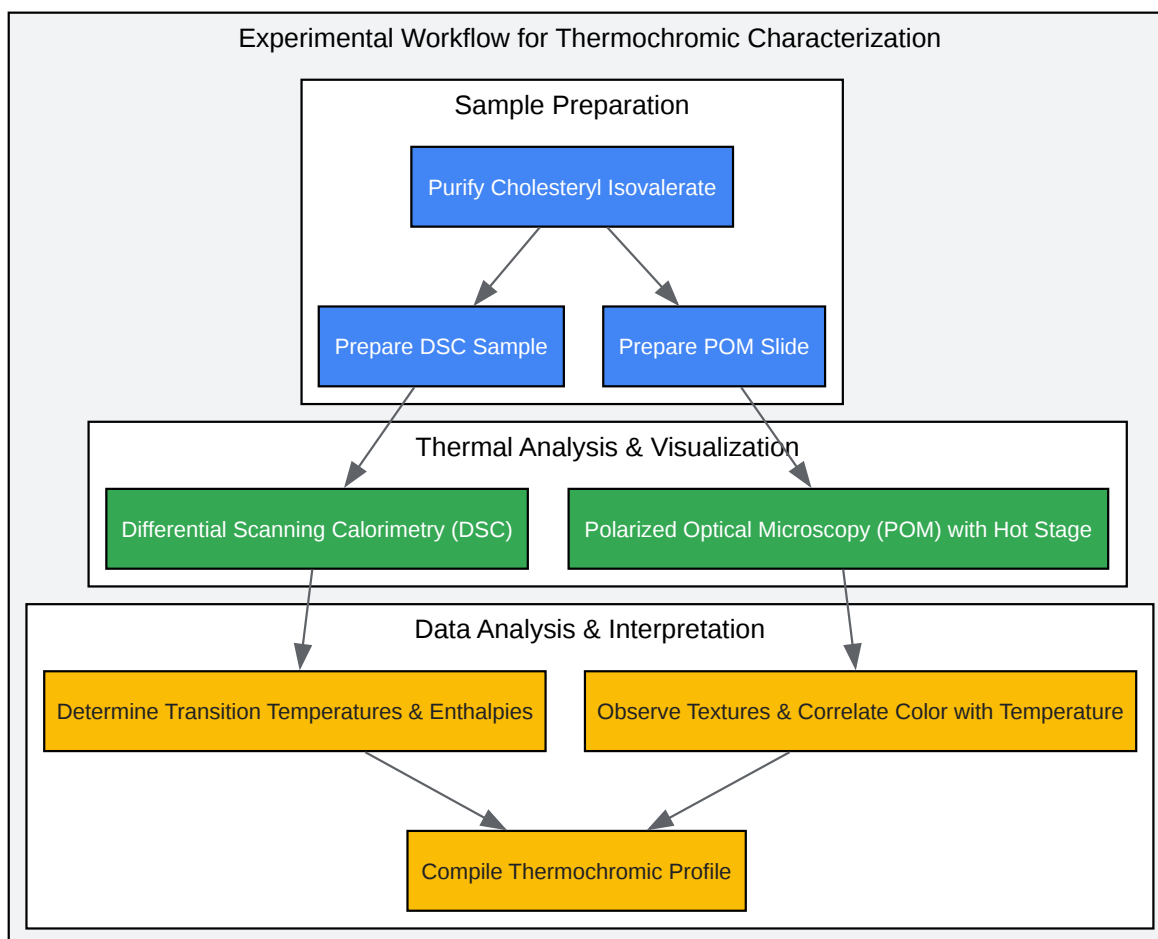 Experimental Workflow for Thermochromic Characterization
Sample Preparation
Purify Cholesteryl Isovalerate
Prepare DSC Sample
Prepare POM Slide
Thermal Analysis & Visualization
Differential Scanning Calorimetry (DSC)
Polarized Optical Microscopy (POM) with Hot Stage
Data Analysis & Interpretation
Determine Transition Temperatures & Enthalpies
Observe Textures & Correlate Color with Temperature
Compile Thermochromic Profile